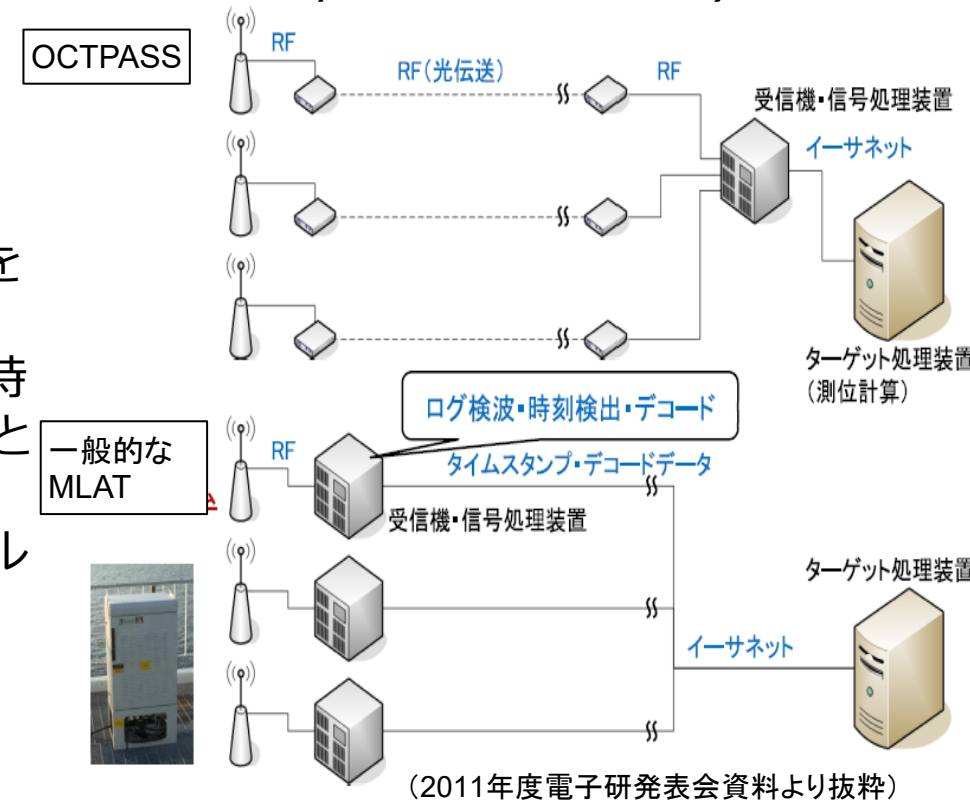 OCTPASS
RF
RF(光伝送)
RF
受信機・信号処理装置
イーサネット
ターゲット処理装置
(測位計算)
を
時
と
ル
一般的な
MLAT
RF
ログ検波・時刻検出・デコード
タイムスタンプ・デコードデータ
受信機・信号処理装置
ターゲット処理装置
イーサネット
(2011年度電子研発表会資料より抜粋)